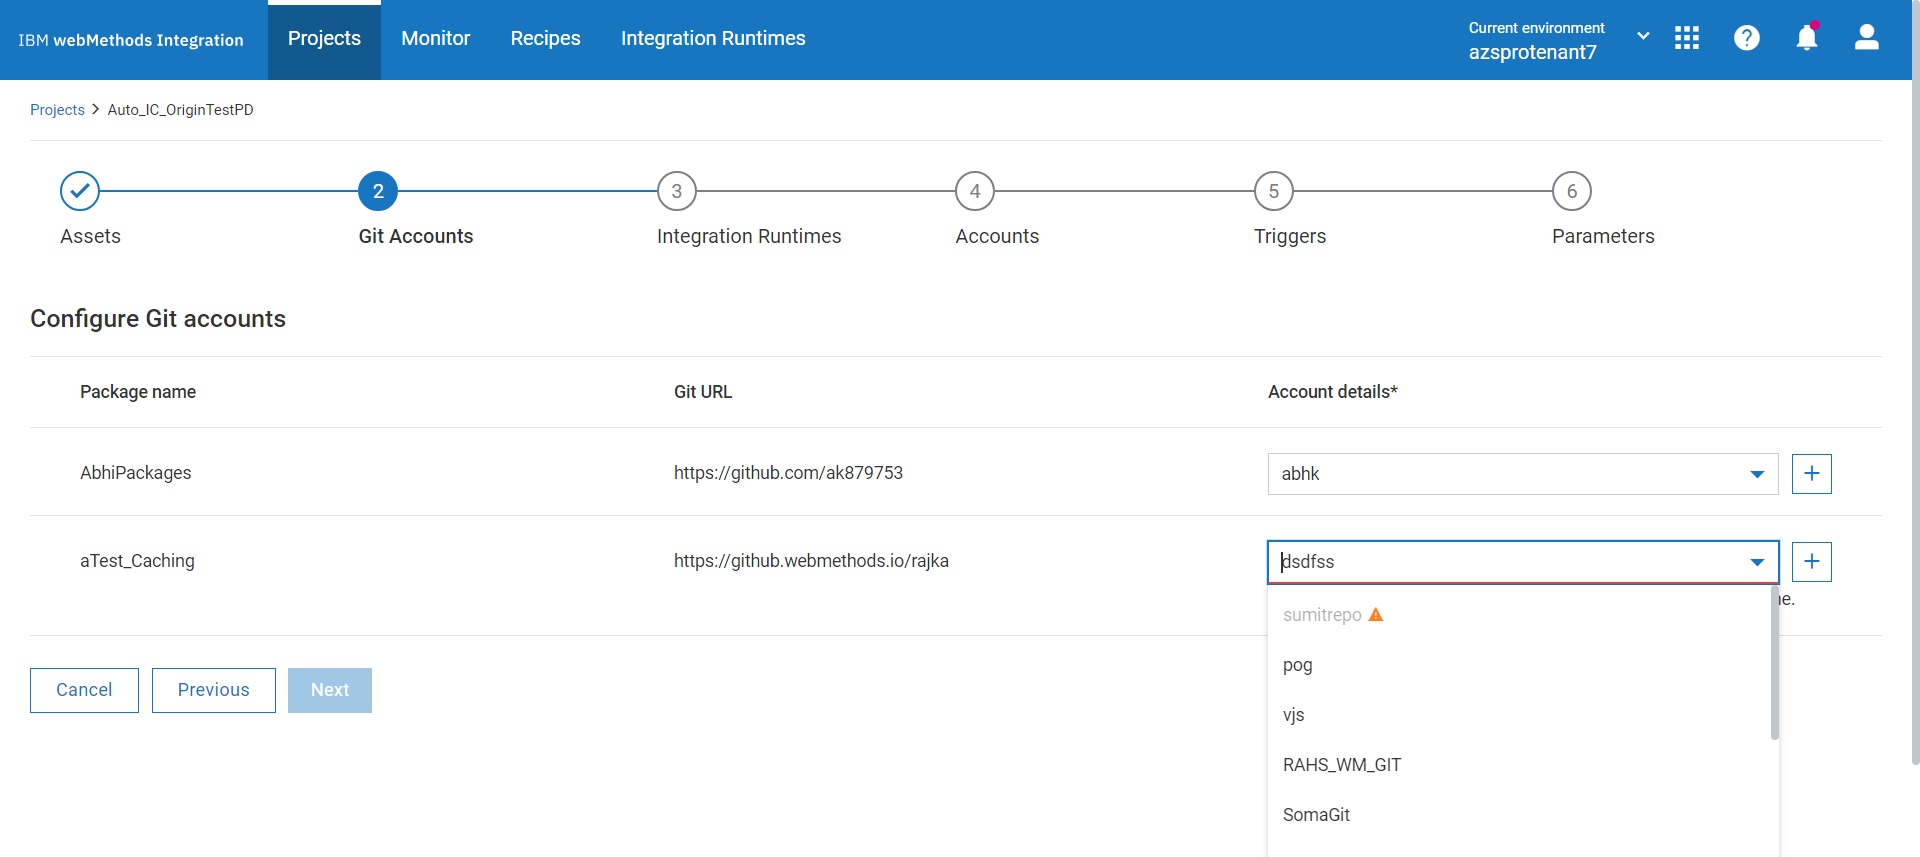 IBM webMethods Integration
Projects
Monitor
Recipes
Integration Runtimes
Current environment
azsprotenant7
Projects > Auto_IC_OriginTestPD
2
3
4
5
6
Assets
Git Accounts
Integration Runtimes
Accounts
Triggers
Parameters
Configure Git accounts
Package name
Git URL
Account details*
AbhiPackages
https://github.com/ak879753
abhk
aTest_Caching
https://github.webmethods.io/rajka
dsdfss
sumitrepo
pog
vjs
RAHS_WM_GIT
SomaGit
Cancel
Previous
Next